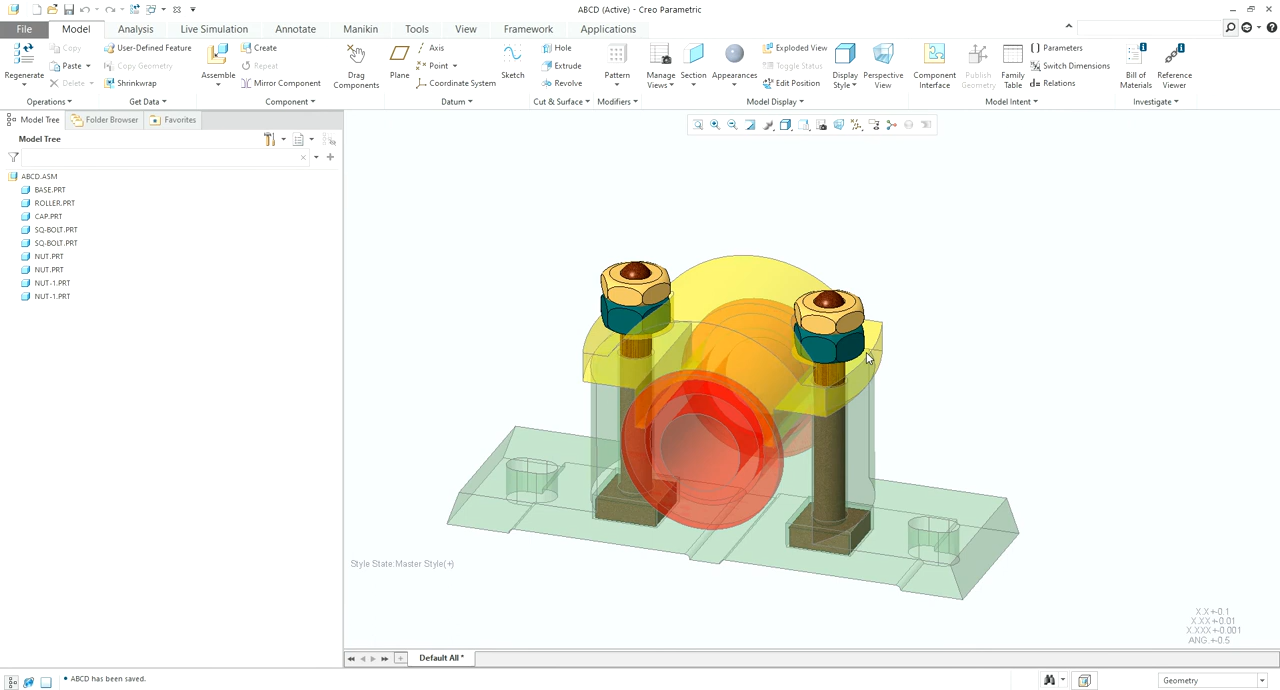 ABCD (Active) - Creo Parametric
File Model Analysis Live Simulation Annotate Manikin Tools View Framework Applications
Regenerate
Copy
Paste
Delete
Operations
User-Defined Feature
Copy Geometry
Shrinkwrap
Get Data
Assemble
Create
Repeat
Mirror Component
Component
Drag Components
Plane
Axis
Point
Coordinate System
Datum
Sketch
Hole
Extrude
Revolve
Cut & Surface
Pattern
Modifiers
Manage Views
Section
Appearances
Exploded View
Toggle Status
Edit Position
Display Style
Perspective View
Model Display
Component Interface
Publish Geometry
Family Table
Parameters
Switch Dimensions
Relations
Model Intent
Bill of Materials
Reference Viewer
Investigate
Model Tree Folder Browser Favorites
Model Tree
ABCD.ASM
BASE.PRT
ROLLER.PRT
CAP.PRT
SQ-BOLT.PRT
SQ-BOLT.PRT
NUT.PRT
NUT.PRT
NUT-1.PRT
NUT-1.PRT
Style State:Master Style(+)
X.X+-0.1
X.XX+-0.01
X.XXX+-0.001
ANG.+-0.5
Default All *
• ABCD has been saved.
Geometry